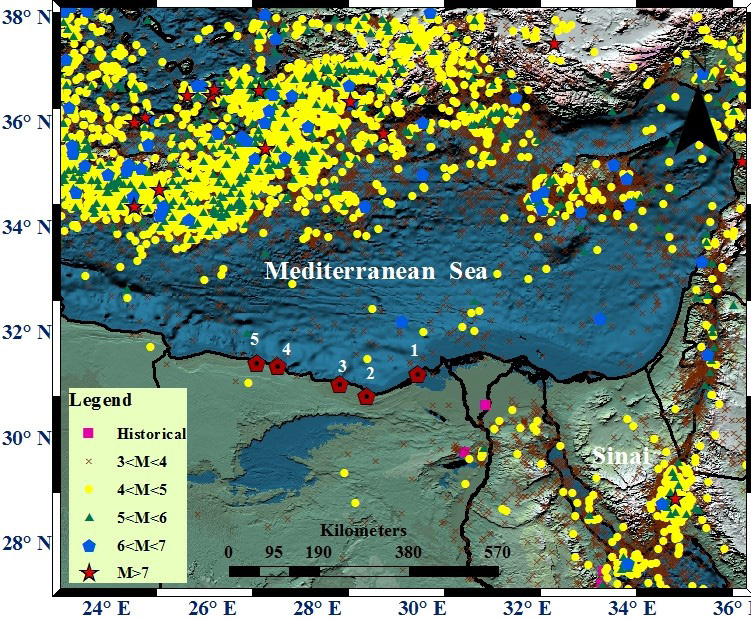 38° N
36° N
34° N
32° N
30° N
28° N
N
Mediterranean Sea
5
4
3
2
1
Sinai
Legend
Historical
3<M<4
4<M<5
5<M<6
6<M<7
M>7
Kilometers
0 95 190 380 570
24° E 26° E 28° E 30° E 32° E 34° E 36° E